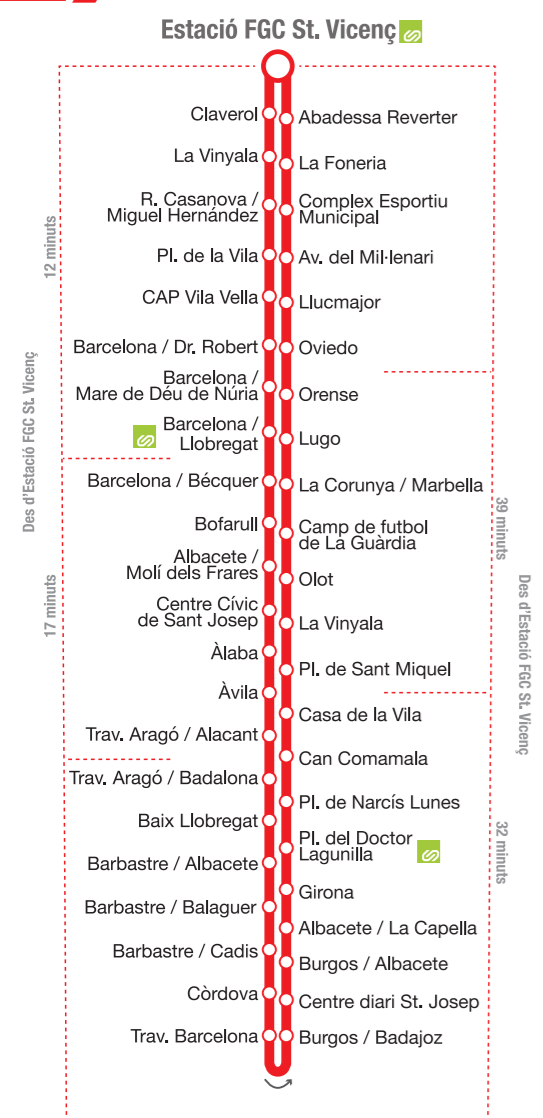 Estació FGC St. Vicenç
Claverol
La Vinyala
R. Casanova /
Miguel Hernández
Pl. de la Vila
CAP Vila Vella
Barcelona / Dr. Robert
Barcelona /
Mare de Déu de Núria
Barcelona /
Llobregat
Barcelona / Bécquer
Bofarull
Albacete /
Molí dels Frares
Centre Cívic
de Sant Josep
Àlaba
Àvila
Trav. Aragó / Alacant
Trav. Aragó / Badalona
Baix Llobregat
Barbastre / Albacete
Barbastre / Balaguer
Barbastre / Cadis
Còrdova
Trav. Barcelona
Abadessa Reverter
La Foneria
Complex Esportiu
Municipal
Av. del Mil·lenari
Llucmajor
Oviedo
Orense
Lugo
La Corunya / Marbella
Camp de futbol
de La Guàrdia
Olot
La Vinyala
Pl. de Sant Miquel
Casa de la Vila
Can Comamala
Pl. de Narcís Lunes
Pl. del Doctor
Lagunilla
Girona
Albacete / La Capella
Burgos / Albacete
Centre diari St. Josep
Burgos / Badajoz
12 minuts
17 minuts
Des d'Estació FGC St. Vicenç
39 minuts
32 minuts
Des d'Estació FGC St. Vicenç